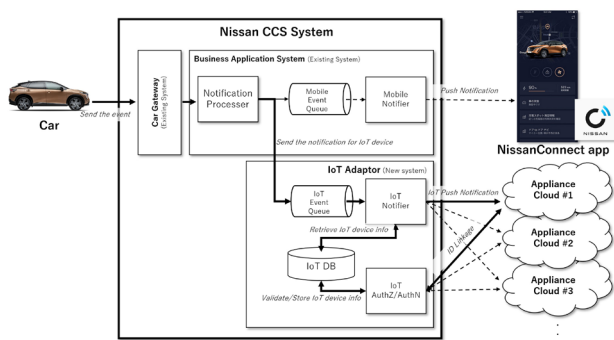 Nissan CCS System
Business Application System (Existing System)
Car Gateway
(Existing System)
Notification
Processer
Mobile
Event
Queue
Mobile
Notifier
Push Notification
Send the event
Car
Send the notification for IoT device
NISSAN
NissanConnect app
IoT Adaptor (New system)
IoT
Event
Queue
IoT
Notifier
IoT Push Notification
Appliance
Cloud #1
Retrieve IoT device info
ID Linkage
Appliance
Cloud #2
IoT DB
IoT
AuthZ/AuthN
Appliance
Cloud #3
Validate/Store IoT device info